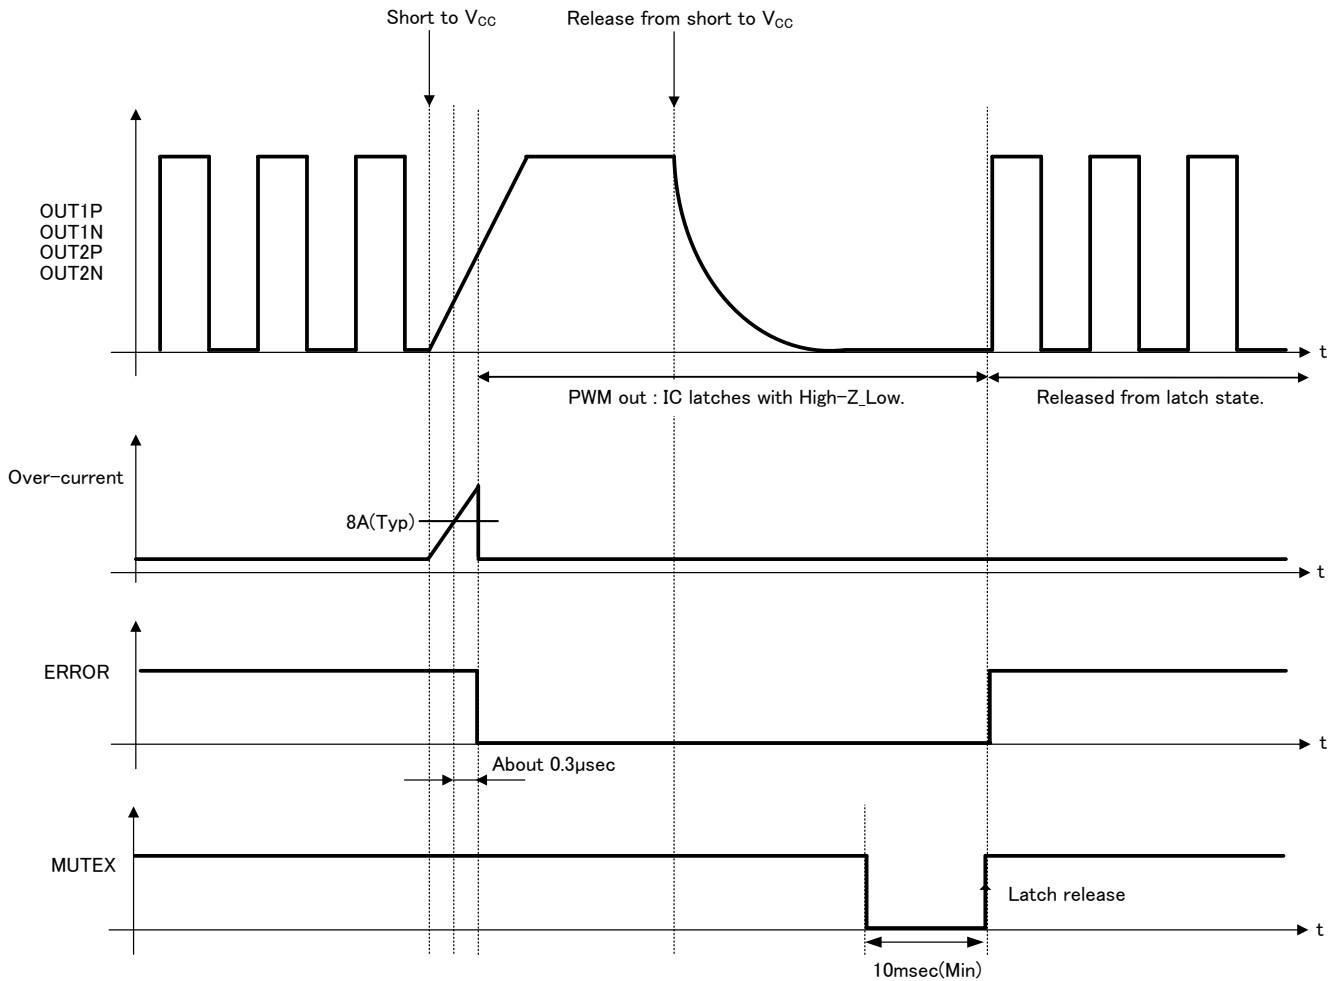 Short to VCC
Release from short to VCC
OUT1P
OUT1N
OUT2P
OUT2N
t
PWM out : IC latches with High-Z_Low.
Released from latch state.
Over-current
8A(Typ)
t
ERROR
t
About 0.3μsec
MUTEX
Latch release
t
10msec(Min)